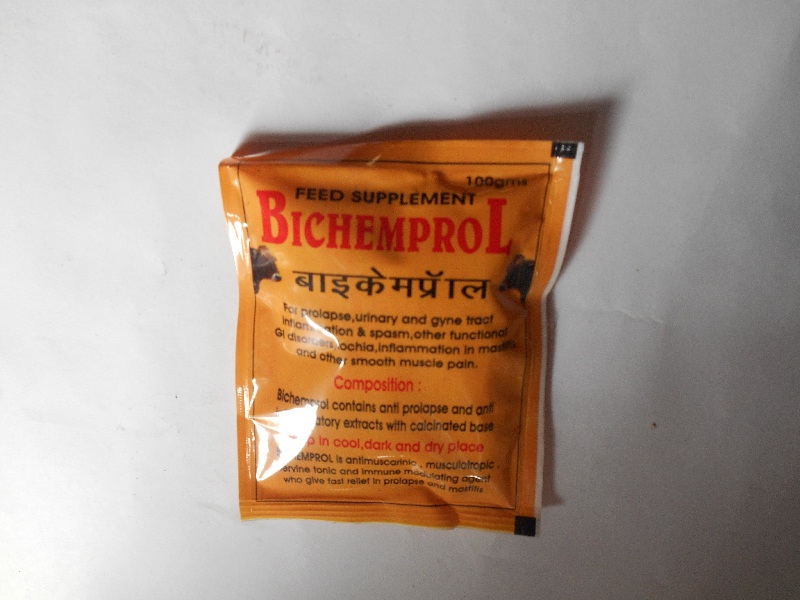 100gms
FEED SUPPLEMENT
BICHEMPROL
बाइकेमप्रॉल
For prolapse,urinary and gyne tract
inflammation & spasm,other functional
GI disorders,lochia,inflammation in mastitis
and other smooth muscle pain.
Composition :
Bichemprol contains anti prolapse and anti
extracts with calcinated base
in cool,dark and dry place
BICHEMPROL is antimuscarinic , musculotropic ,
nervine tonic and immune modulating agent
who give fast relief in prolapse and mastitis